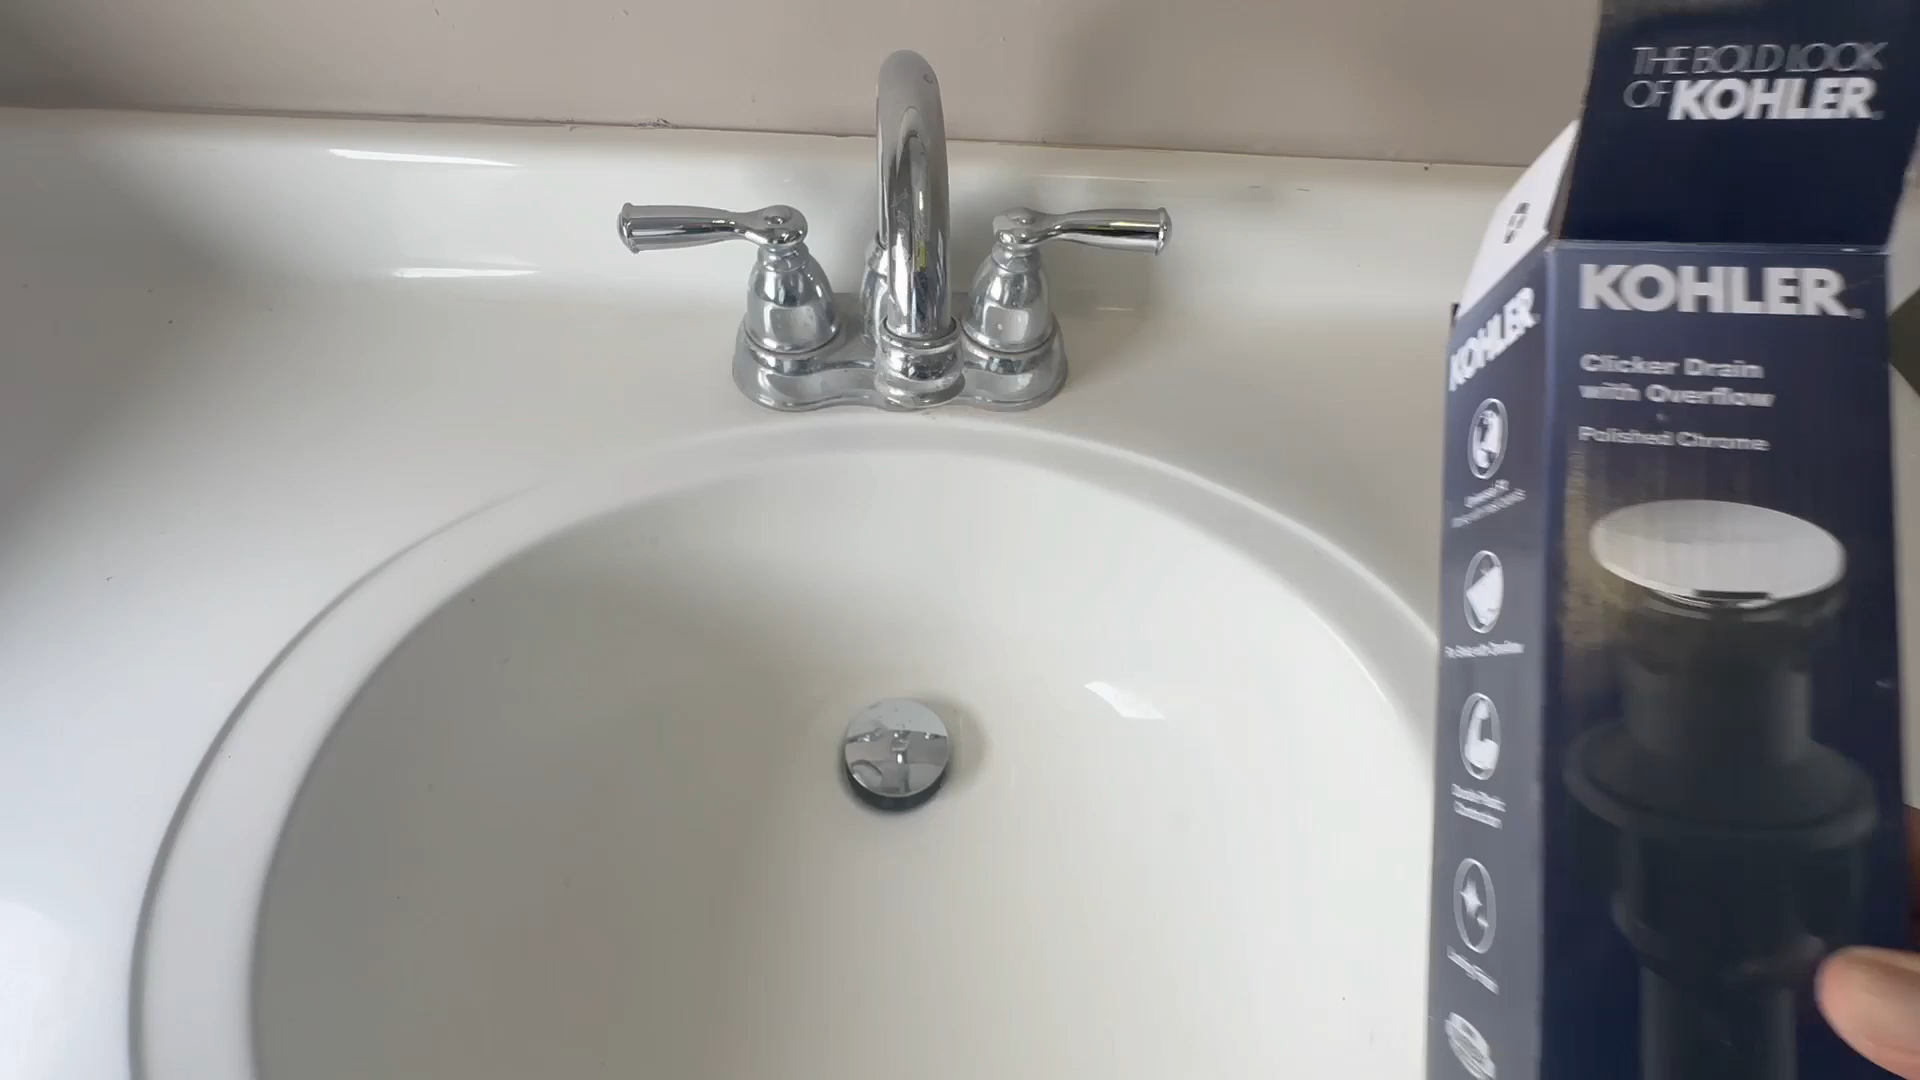 THE BOLD LOOK
OF KOHLER
KOHLER
KOHLER
Clicker Drain
with Overflow
Polished Chrome